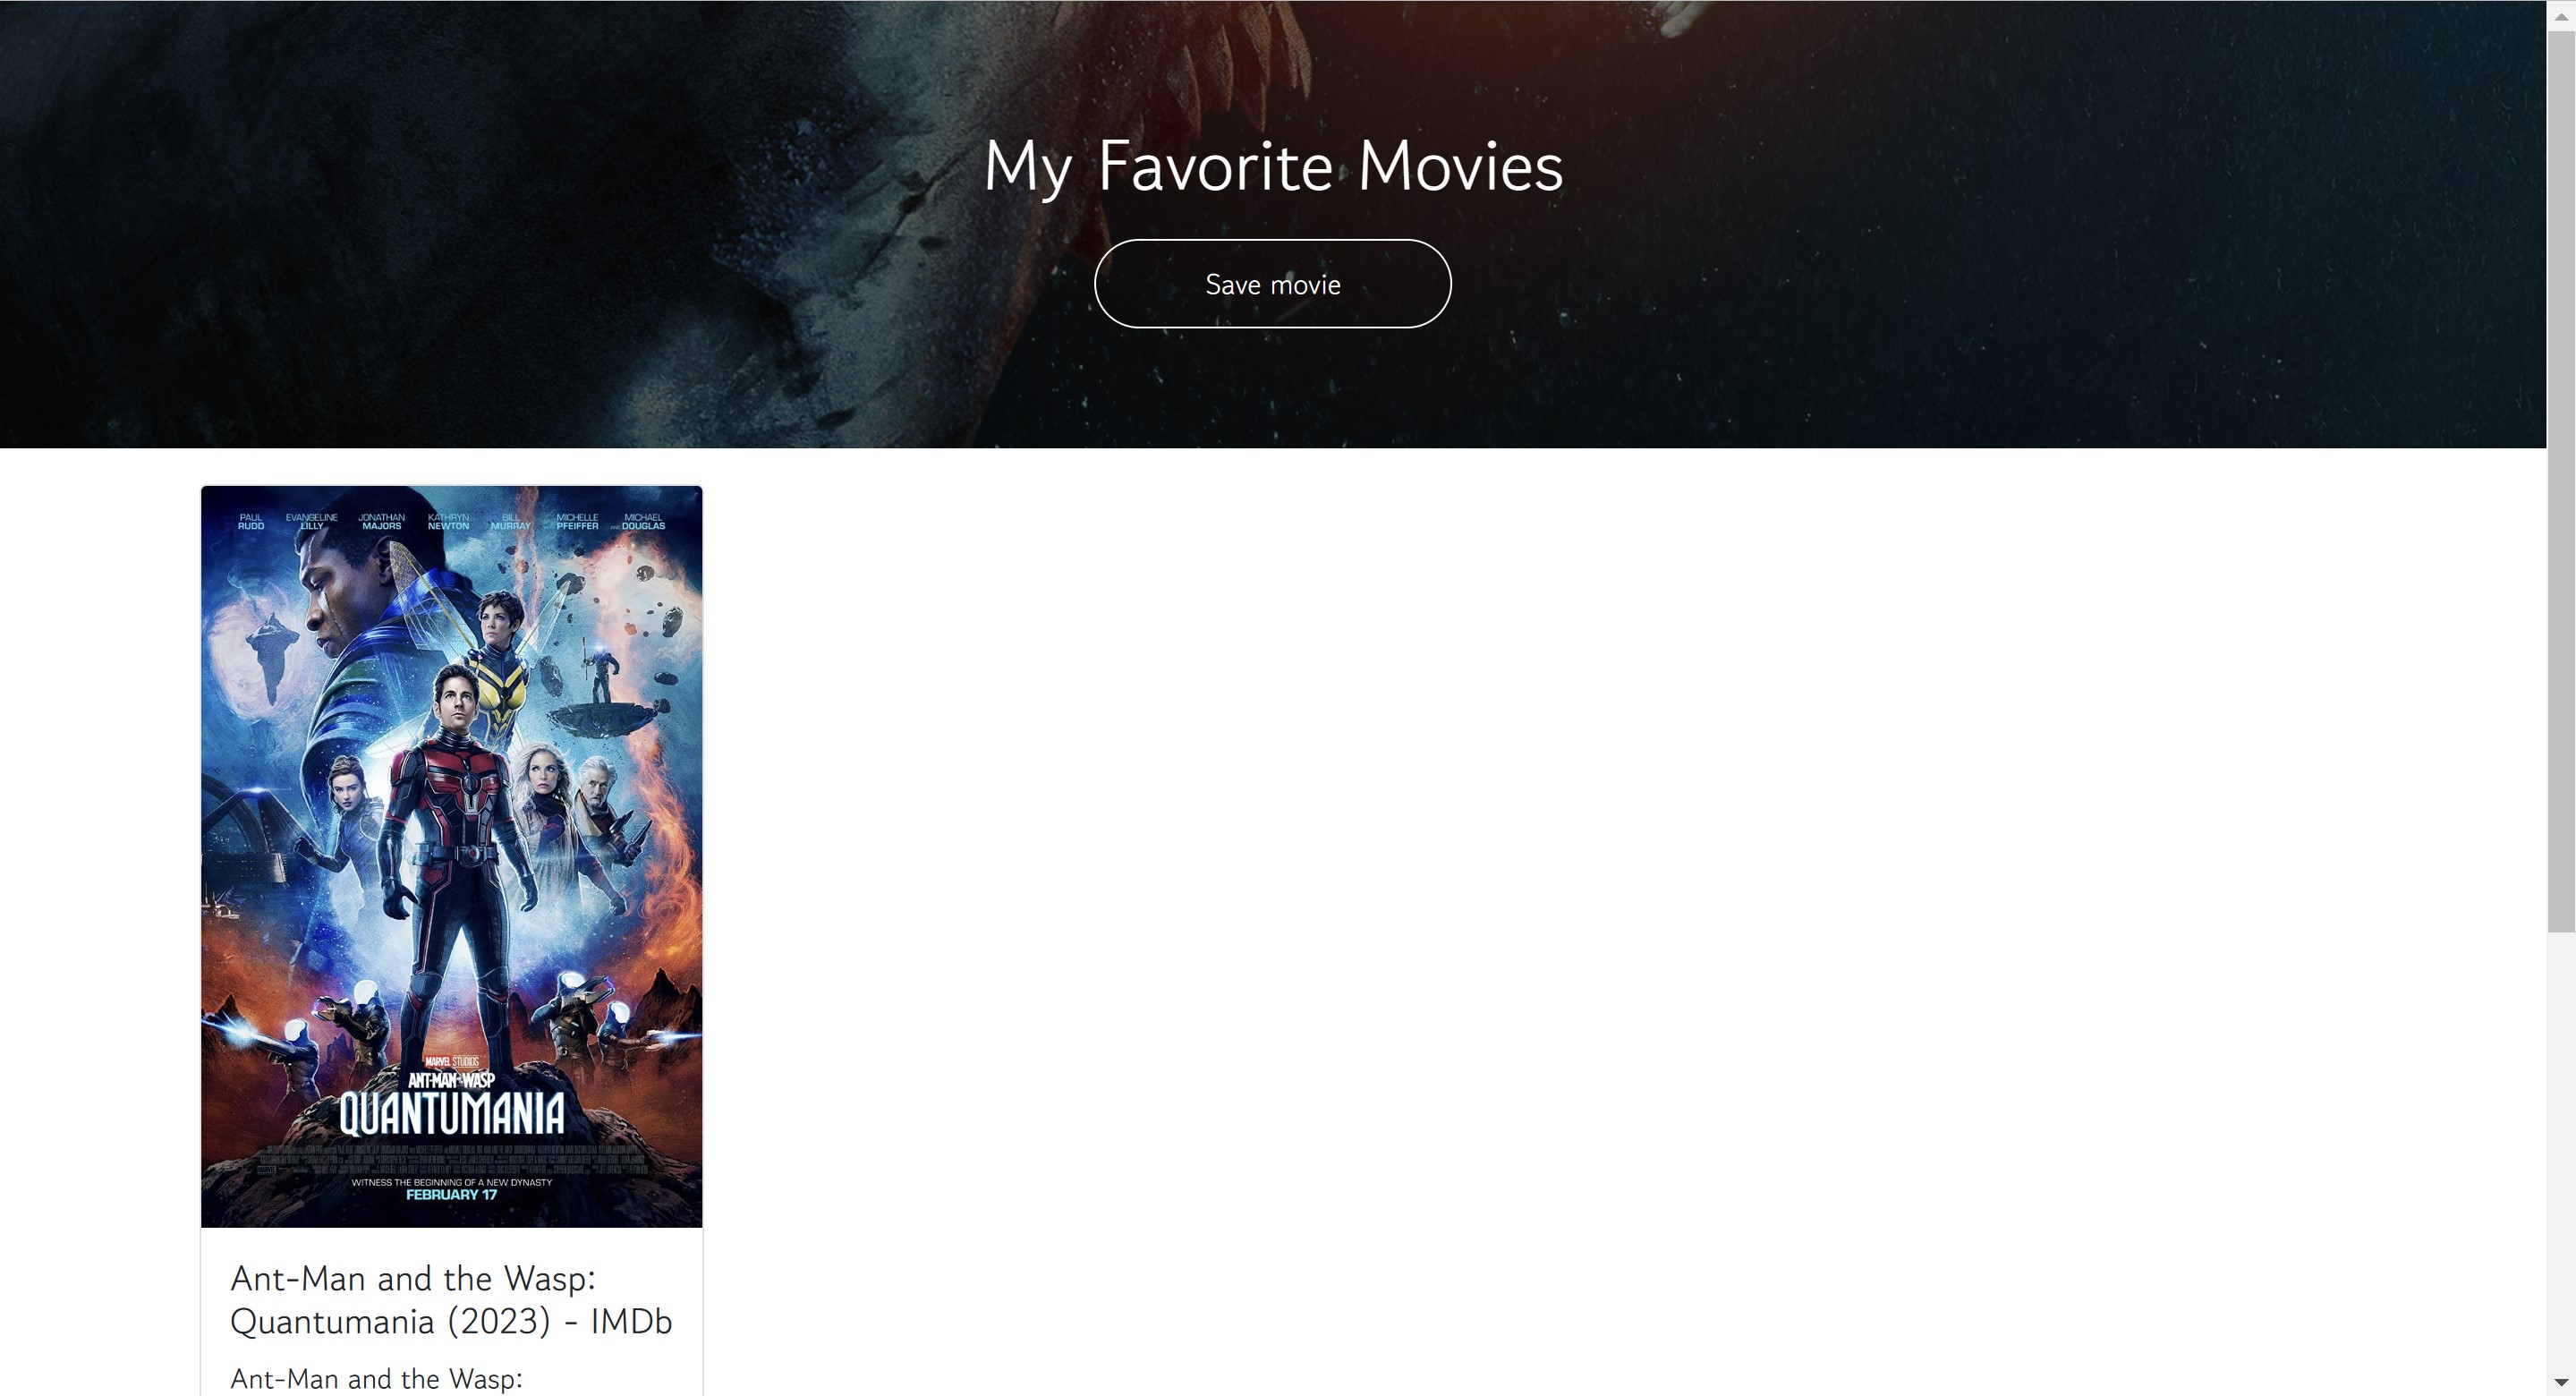 My Favorite Movies
Save movie
PAUL RUDD
EVANGELINE LILLY
JONATHAN MAJORS
KATHRYN NEWTON
BILL MURRAY
MICHELLE PFEIFFER
AND MICHAEL DOUGLAS
MARVEL STUDIOS
ANT-MAN AND THE WASP
QUANTUMANIA
WITNESS THE BEGINNING OF A NEW DYNASTY
FEBRUARY 17
Ant-Man and the Wasp:
Quantumania (2023) - IMDb
Ant-Man and the Wasp: